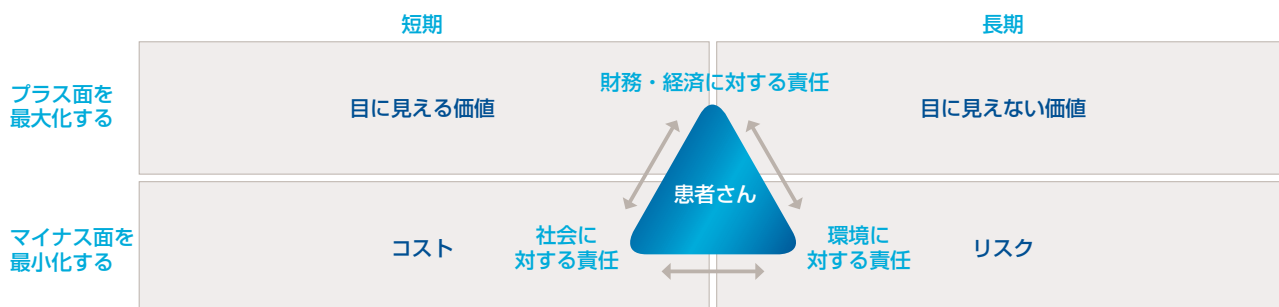 短期
長期
プラス面を
最大化する
目に見える価値
財務・経済に対する責任
目に見えない価値
患者さん
マイナス面を
最小化する
コスト
社会に
対する責任
環境に
対する責任
リスク